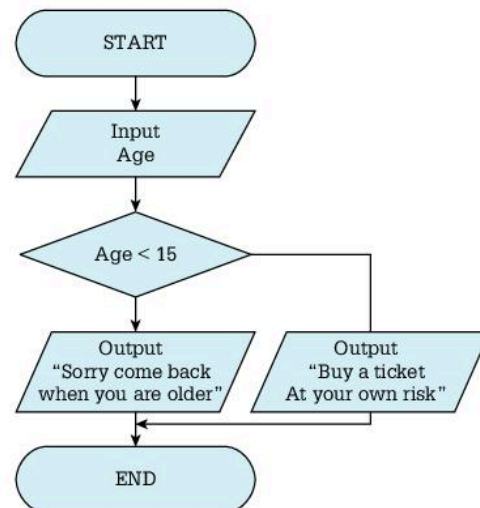 START
Input
Age
Age < 15
Output
“Sorry come back
when you are older”
Output
“Buy a ticket
At your own risk”
END